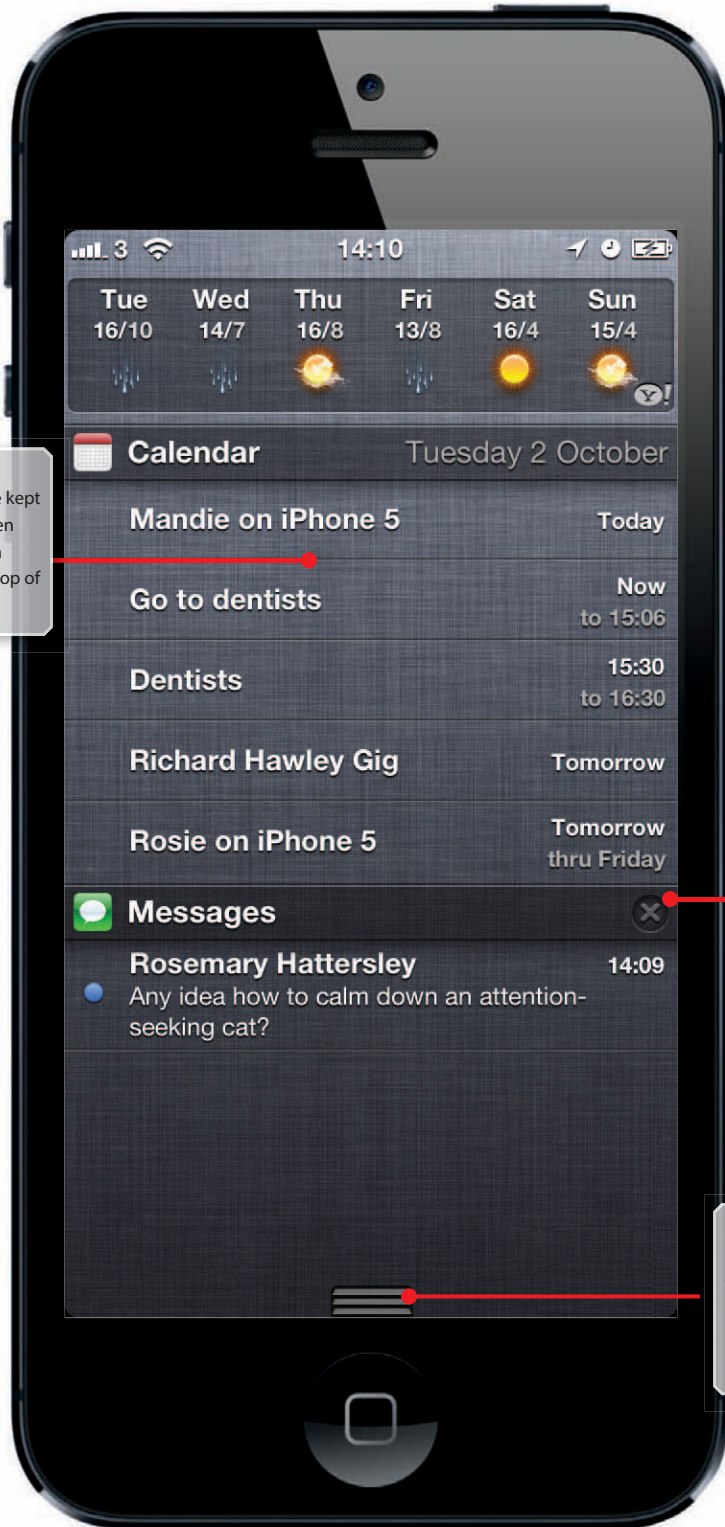 3 14:10
Tue Wed Thu Fri Sat Sun
16/10 14/7 16/8 13/8 16/4 15/4
Y!
Calendar Tuesday 2 October
Mandie on iPhone 5 Today
Go to dentists Now
to 15:06
Dentists 15:30
to 16:30
Richard Hawley Gig Tomorrow
Rosie on iPhone 5 Tomorrow
thru Friday
Messages
Rosemary Hattersley 14:09
Any idea how to calm down an attention-
seeking cat?
kept
of